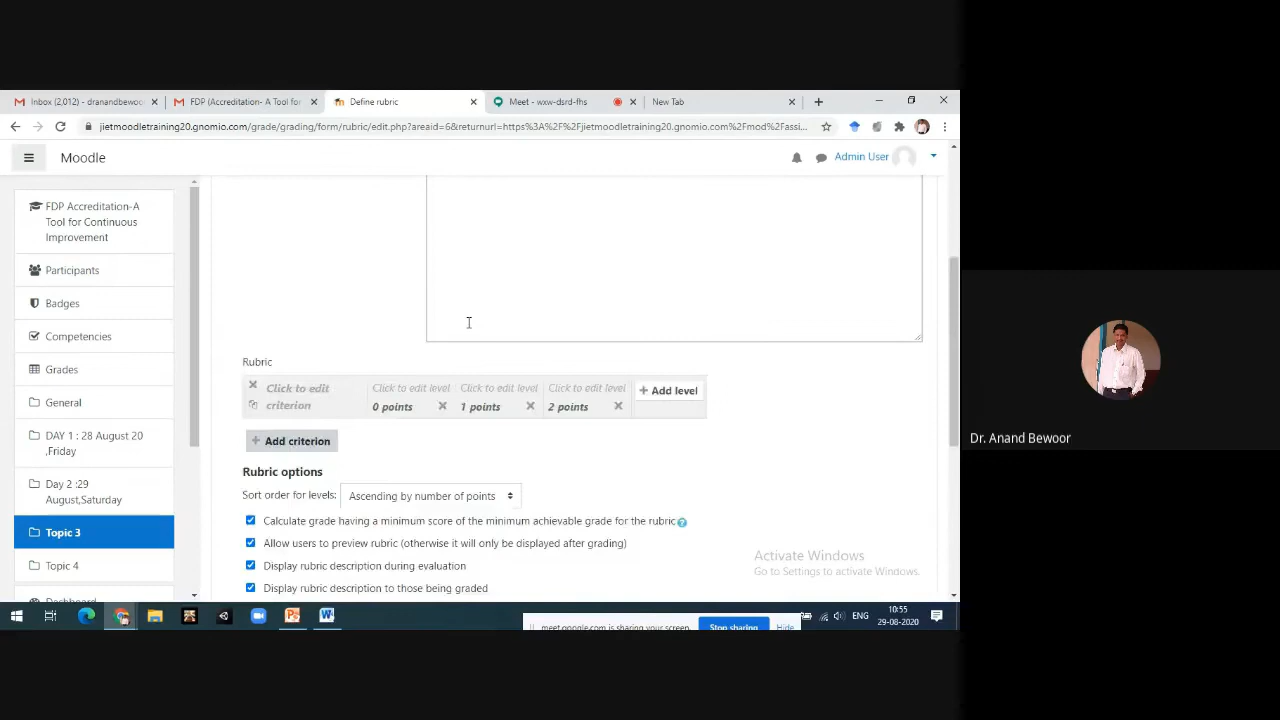 Inbox (2,012) - dranandbewoo
FDP (Accreditation- A Tool for
Define rubric
Meet - wxw-dsrd-fhs
New Tab
jietmoodletraining20.gnomio.com/grade/grading/form/rubric/edit.php?areaid=6&returnurl=https%3A%2F%2Fjietmoodletraining20.gnomio.com%2Fmod%2Fassi...
Moodle
Admin User
FDP Accreditation-A
Tool for Continuous
Improvement
Participants
Badges
Competencies
Grades
General
DAY 1 : 28 August 20
,Friday
Day 2 :29
August,Saturday
Topic 3
Topic 4
Dashboard
Rubric
Click to edit
criterion
Click to edit level
0 points
Click to edit level
1 points
Click to edit level
2 points
+ Add level
+ Add criterion
Rubric options
Sort order for levels:
Ascending by number of points
Calculate grade having a minimum score of the minimum achievable grade for the rubric
Allow users to preview rubric (otherwise it will only be displayed after grading)
Display rubric description during evaluation
Display rubric description to those being graded
Activate Windows
Go to Settings to activate Windows.
meet.google.com is sharing your screen.
Stop sharing
Hide
ENG
10:55
29-08-2020
Dr. Anand Bewoor